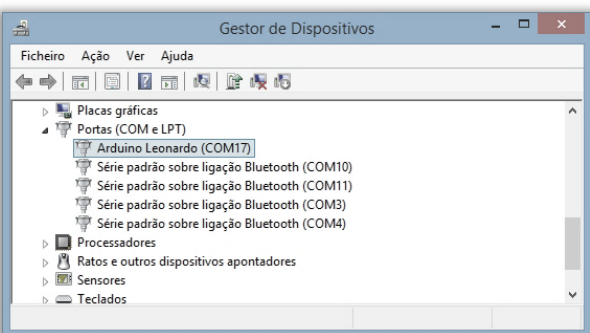 Gestor de Dispositivos
Ficheiro Ação Ver Ajuda
Placas gráficas
Portas (COM e LPT)
Arduino Leonardo (COM17)
Série padrão sobre ligação Bluetooth (COM10)
Série padrão sobre ligação Bluetooth (COM11)
Série padrão sobre ligação Bluetooth (COM3)
Série padrão sobre ligação Bluetooth (COM4)
Processadores
Ratos e outros dispositivos apontadores
Sensores
Teclados